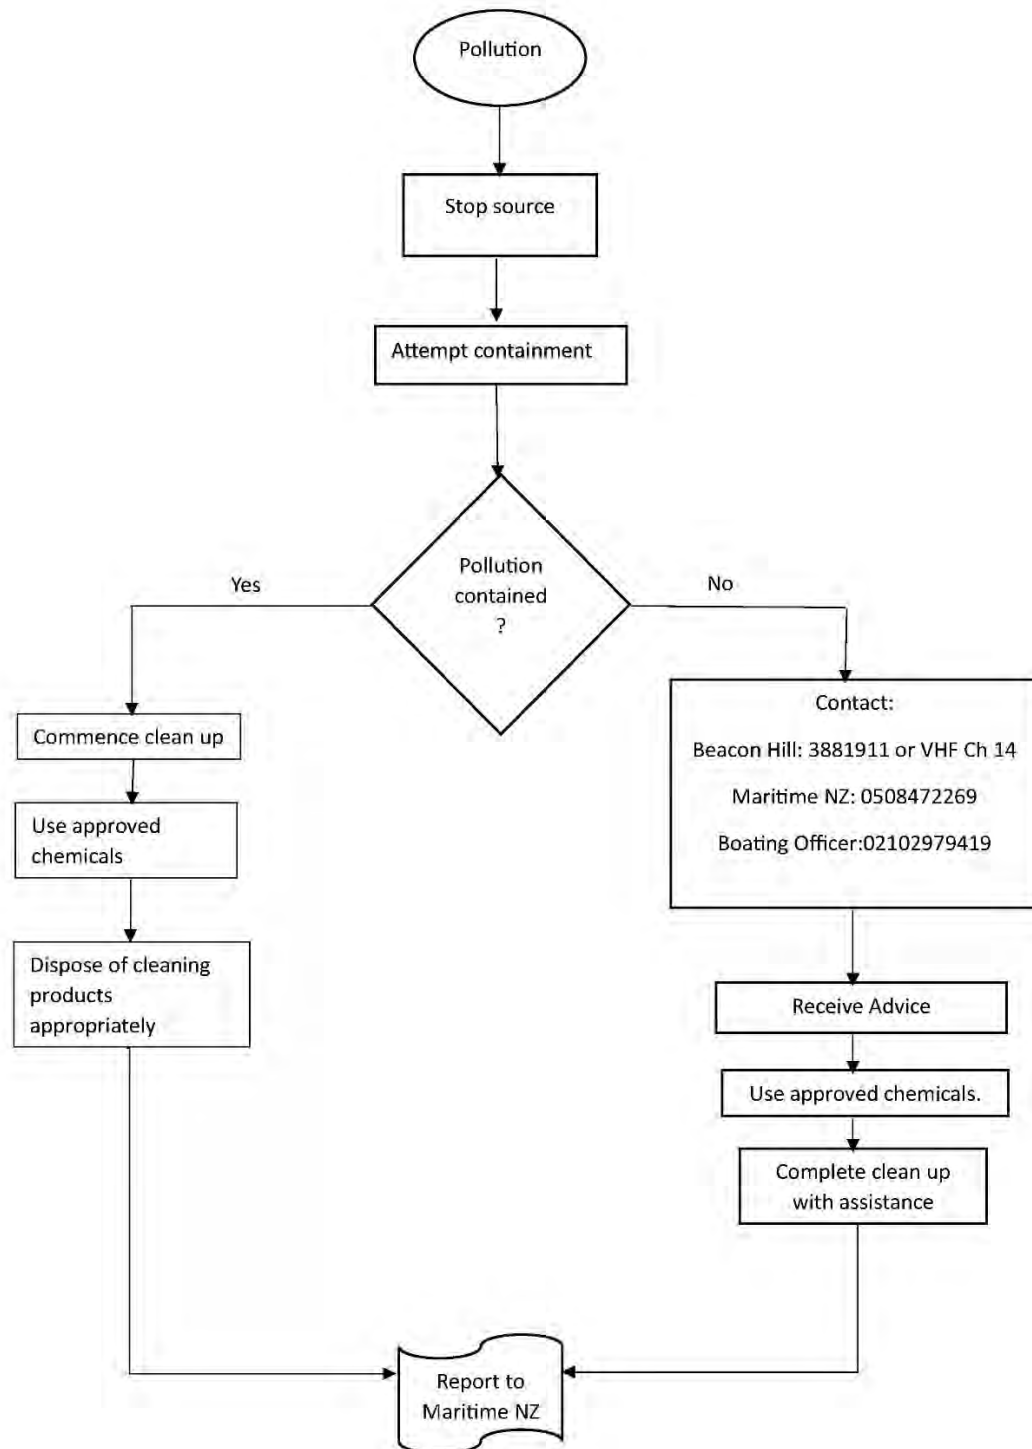 Pollution
Stop source
Attempt containment
Pollution
contained
?
Yes
No
Commence clean up
Use approved
chemicals
Dispose of cleaning
products
appropriately
Contact:
Beacon Hill: 3881911 or VHF Ch 14
Maritime NZ: 0508472269
Boating Officer:02102979419
Receive Advice
Use approved chemicals.
Complete clean up
with assistance
Report to
Maritime NZ